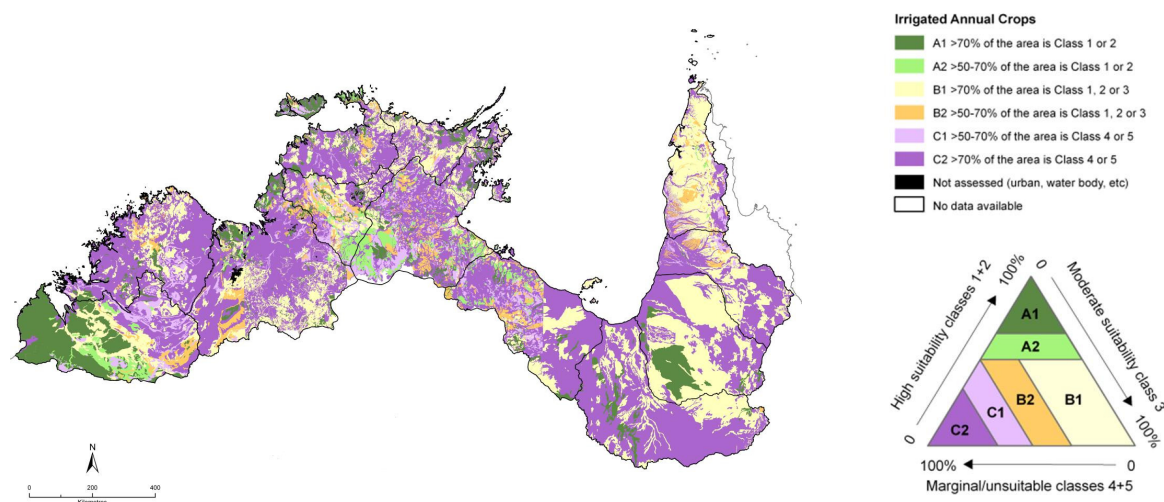 Irrigated Annual Crops
A1 >70% of the area is Class 1 or 2
A2 >50-70% of the area is Class 1 or 2
B1 >70% of the area is Class 1, 2 or 3
B2 >50-70% of the area is Class 1, 2 or 3
C1 >50-70% of the area is Class 4 or 5
C2 >70% of the area is Class 4 or 5
Not assessed (urban, water body, etc)
No data available
High suitability classes 1+2
100%
0
Moderate suitability class 3
A1
A2
B1
B2
C1
C2
0
100%
100%
0
Marginal/unsuitable classes 4+5
N
0 200 400
Kilometres